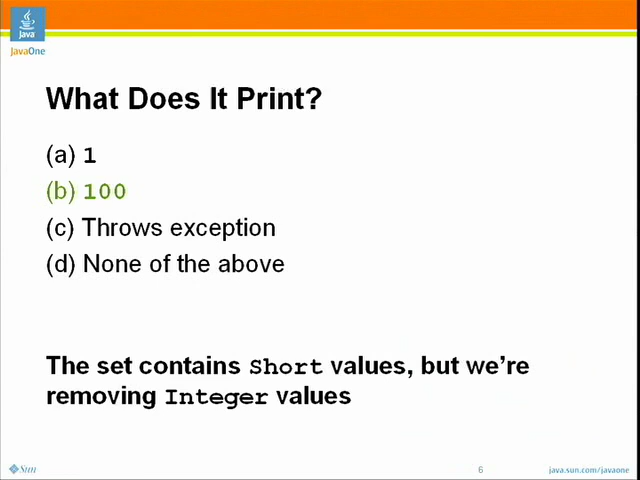 Java
JavaOne
What Does It Print?
(a) 1
(b) 100
(c) Throws exception
(d) None of the above
The set contains Short values, but we're
removing Integer values
Sun
6
java.sun.com/javaone